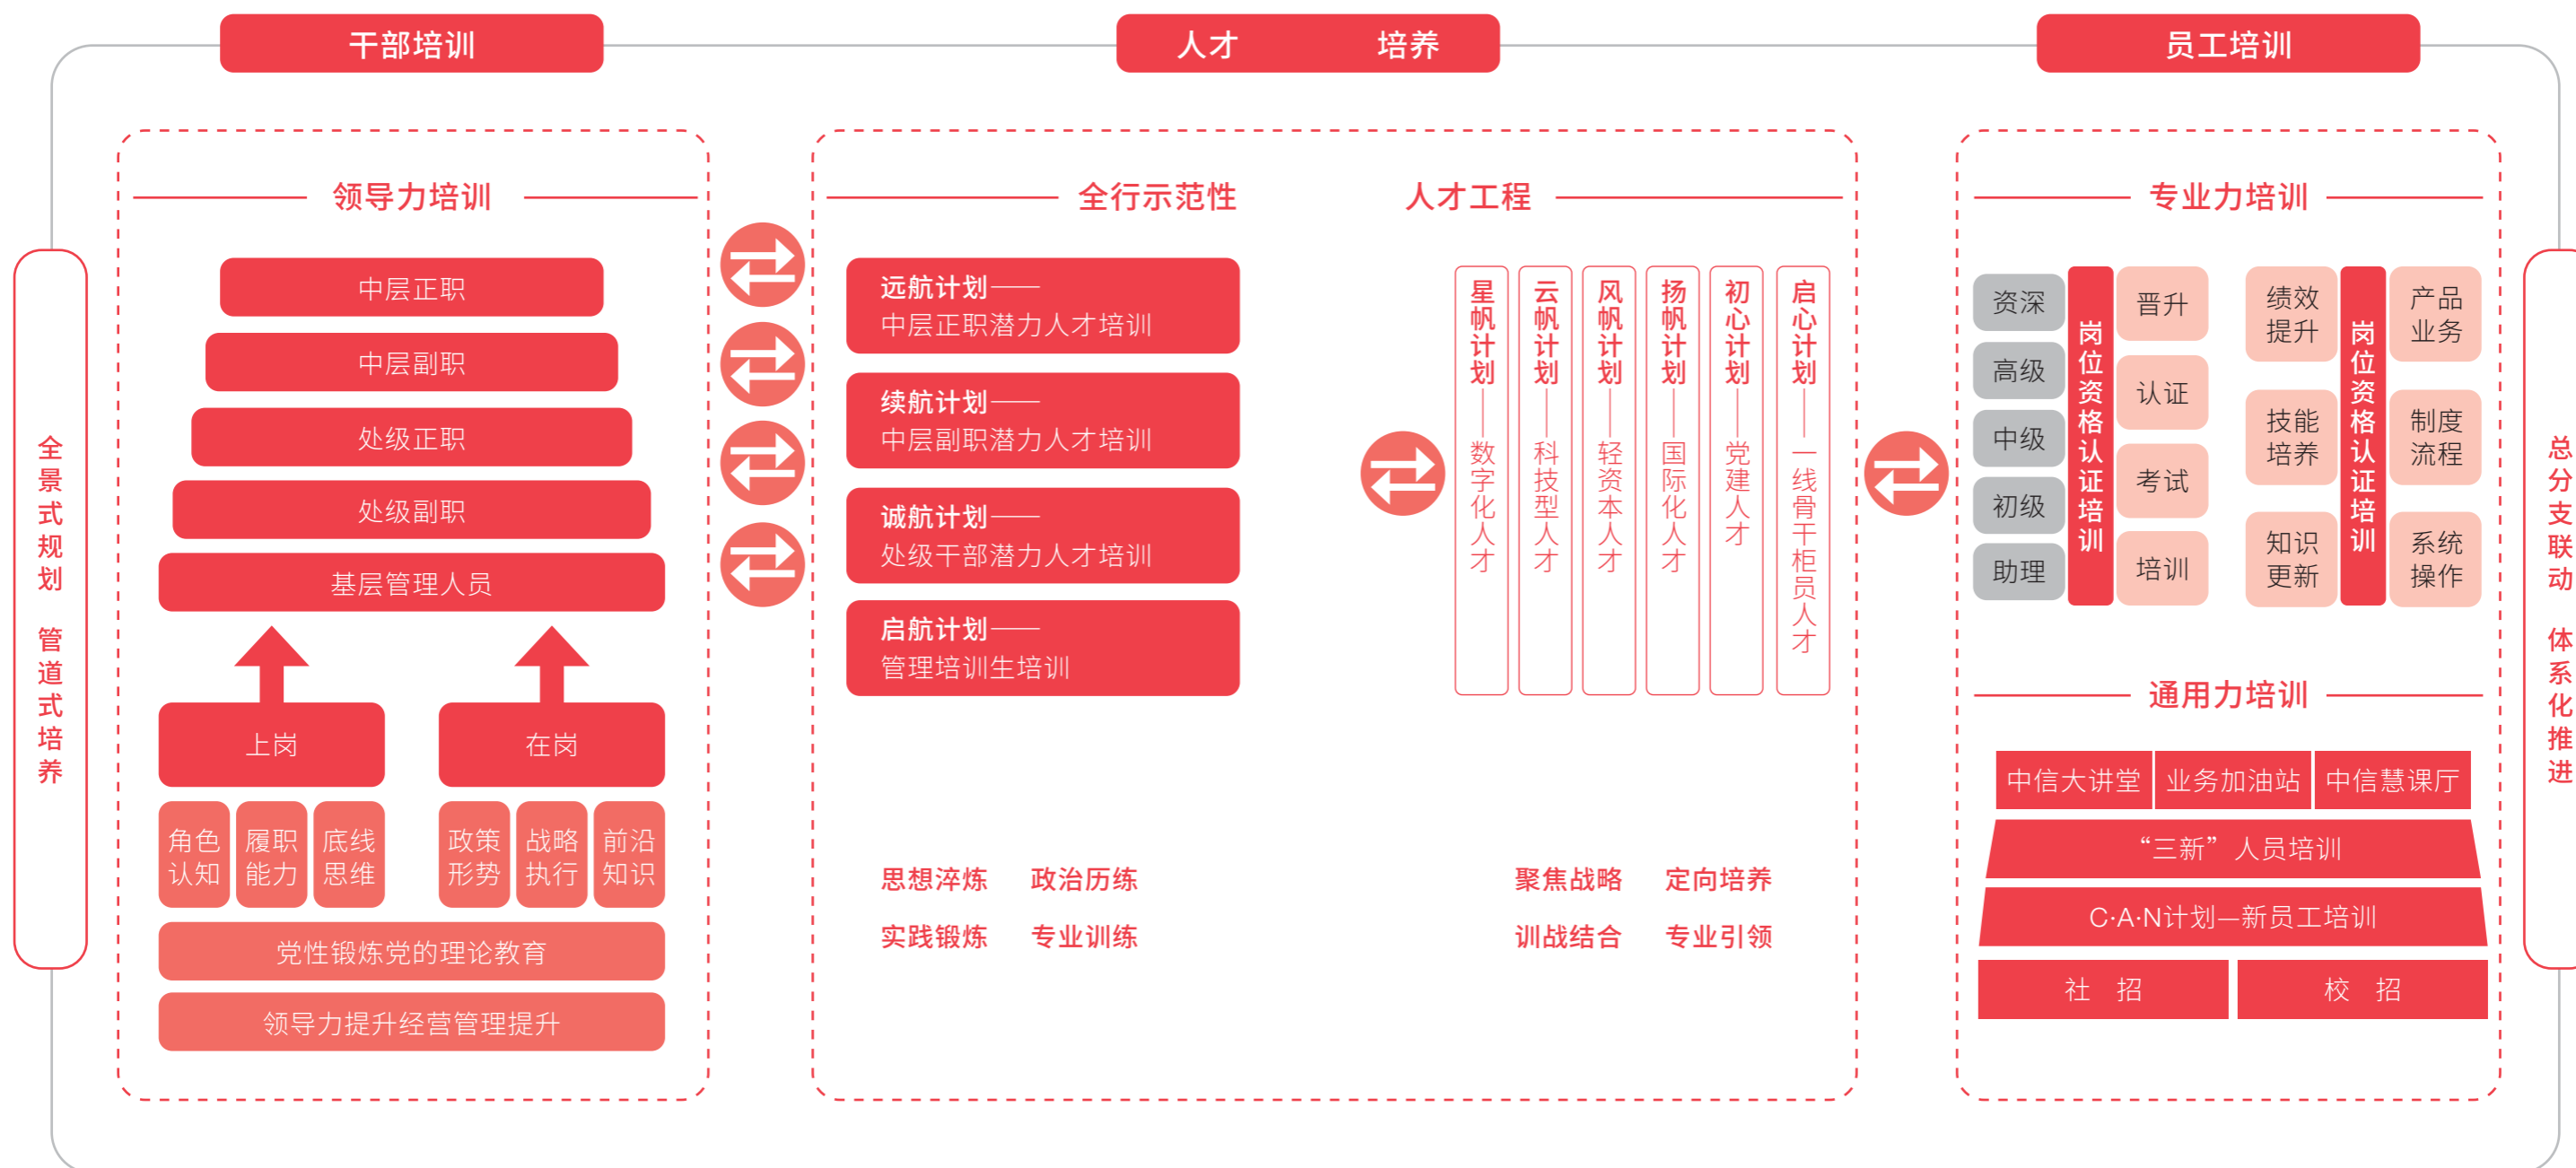 干部培训
人才 培养
员工培训
全景式规划 管道式培养
领导力培训
中层正职
中层副职
处级正职
处级副职
基层管理人员
上岗
在岗
角色
认知
履职
能力
底线
思维
政策
形势
战略
执行
前沿
知识
党性锻炼党的理论教育
领导力提升经营管理提升
全行示范性 人才工程
远航计划——
中层正职潜力人才培训
续航计划——
中层副职潜力人才培训
诚航计划——
处级干部潜力人才培训
启航计划——
管理培训生培训
思想淬炼 政治历练
实践锻炼 专业训练
星帆计划——数字化人才
云帆计划——科技型人才
风帆计划——轻资本人才
扬帆计划——国际化人才
初心计划——党建人才
启心计划——一线骨干柜员人才
聚焦战略 定向培养
训战结合 专业引领
专业力培训
资深
高级
中级
初级
助理
岗位资格认证培训
晋升
认证
考试
培训
绩效
提升
技能
培养
知识
更新
岗位资格认证培训
产品
业务
制度
流程
系统
操作
通用力培训
中信大讲堂
业务加油站
中信慧课厅
“三新”人员培训
C·A·N计划—新员工培训
社 招
校 招
总分支联动 体系化推进